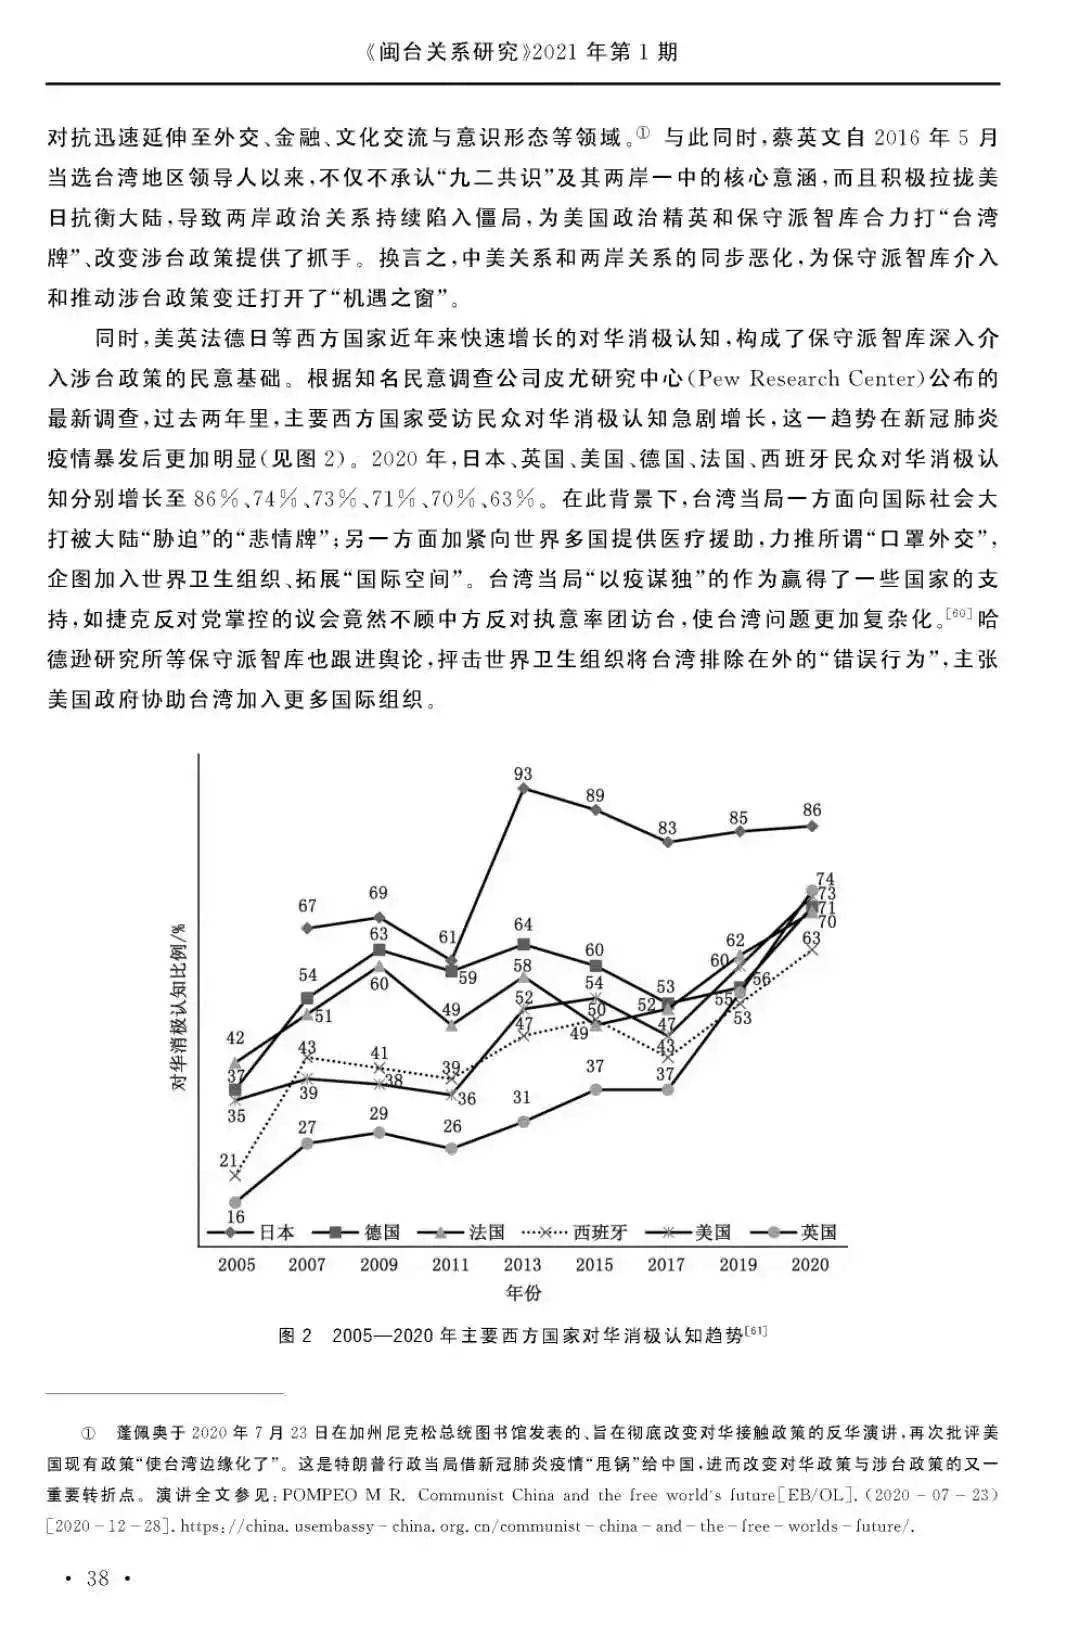 《闽台关系研究》2021 年第 1 期
对抗迅速延伸至外交、金融、文化交流与意识形态等领域。① 与此同时,蔡英文自 2016 年 5 月
当选台湾地区领导人以来,不仅不承认“九二共识”及其两岸一中的核心意涵,而且积极拉拢美
日抗衡大陆,导致两岸政治关系持续陷入僵局,为美国政治精英和保守派智库合力打“台湾
牌”、改变涉台政策提供了抓手。换言之,中美关系和两岸关系的同步恶化,为保守派智库介入
和推动涉台政策变迁打开了“机遇之窗”。
同时,美英法德日等西方国家近年来快速增长的对华消极认知,构成了保守派智库深入介
入涉台政策的民意基础。根据知名民意调查公司皮尤研究中心(Pew Research Center)公布的
最新调查,过去两年里,主要西方国家受访民众对华消极认知急剧增长,这一趋势在新冠肺炎
疫情暴发后更加明显(见图 2)。2020 年,日本、英国、美国、德国、法国、西班牙民众对华消极认
知分别增长至 86%、74%、73%、71%、70%、63%。在此背景下,台湾当局一方面向国际社会大
打被大陆“胁迫”的“悲情牌”;另一方面加紧向世界多国提供医疗援助,力推所谓“口罩外交”,
企图加入世界卫生组织、拓展“国际空间”。台湾当局“以疫谋独”的作为赢得了一些国家的支
持,如捷克反对党掌控的议会竟然不顾中方反对执意率团访台,使台湾问题更加复杂化。[60] 哈
德逊研究所等保守派智库也跟进舆论,抨击世界卫生组织将台湾排除在外的“错误行为”,主张
美国政府协助台湾加入更多国际组织。
对华消极认知比例/%
93
89
83
85
86
67
69
61
42
54
63
59
64
60
53
56
71
37
51
60
49
58
49
52
62
70
35
39
38
36
52
54
47
60
73
21
43
41
39
47
50
43
53
63
16
27
29
26
31
37
37
55
74
日本 德国 法国 西班牙 美国 英国
2005 2007 2009 2011 2013 2015 2017 2019 2020
年份
图 2 2005—2020 年主要西方国家对华消极认知趋势[61]
① 蓬佩奥于 2020 年 7 月 23 日在加州尼克松总统图书馆发表的、旨在彻底改变对华接触政策的反华演讲,再次批评美
国现有政策“使台湾边缘化了”。这是特朗普行政当局借新冠肺炎疫情“甩锅”给中国,进而改变对华政策与涉台政策的又一
重要转折点。演讲全文参见:POMPEO M R. Communist China and the free world's future[EB/OL].(2020-07-23)
[2020-12-28].https://china.usembassy-china.org.cn/communist-china-and-the-free-worlds-future/.
· 38 ·